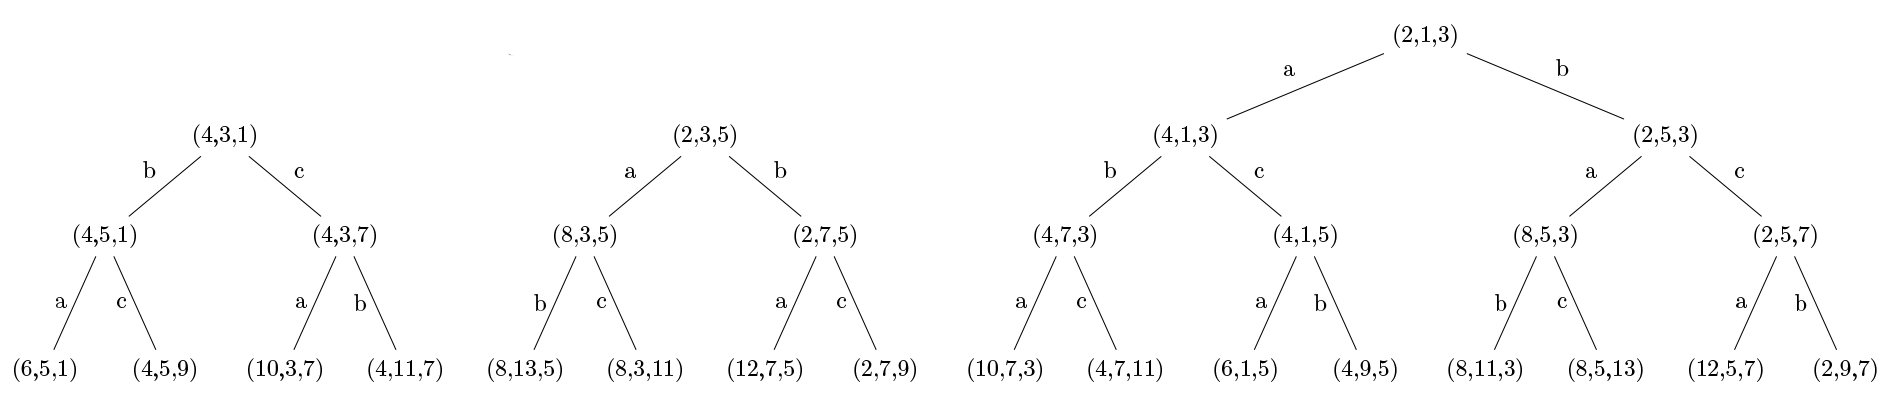 (2,1,3)
a b
(4,3,1) (2,3,5) (4,1,3) (2,5,3)
b c a b b c a c
(4,5,1) (4,3,7) (8,3,5) (2,7,5) (4,7,3) (4,1,5) (8,5,3) (2,5,7)
a c a b b c a c a c a b b c a b
(6,5,1) (4,5,9) (10,3,7) (4,11,7) (8,13,5) (8,3,11) (12,7,5) (2,7,9) (10,7,3) (4,7,11) (6,1,5) (4,9,5) (8,11,3) (8,5,13) (12,5,7) (2,9,7)